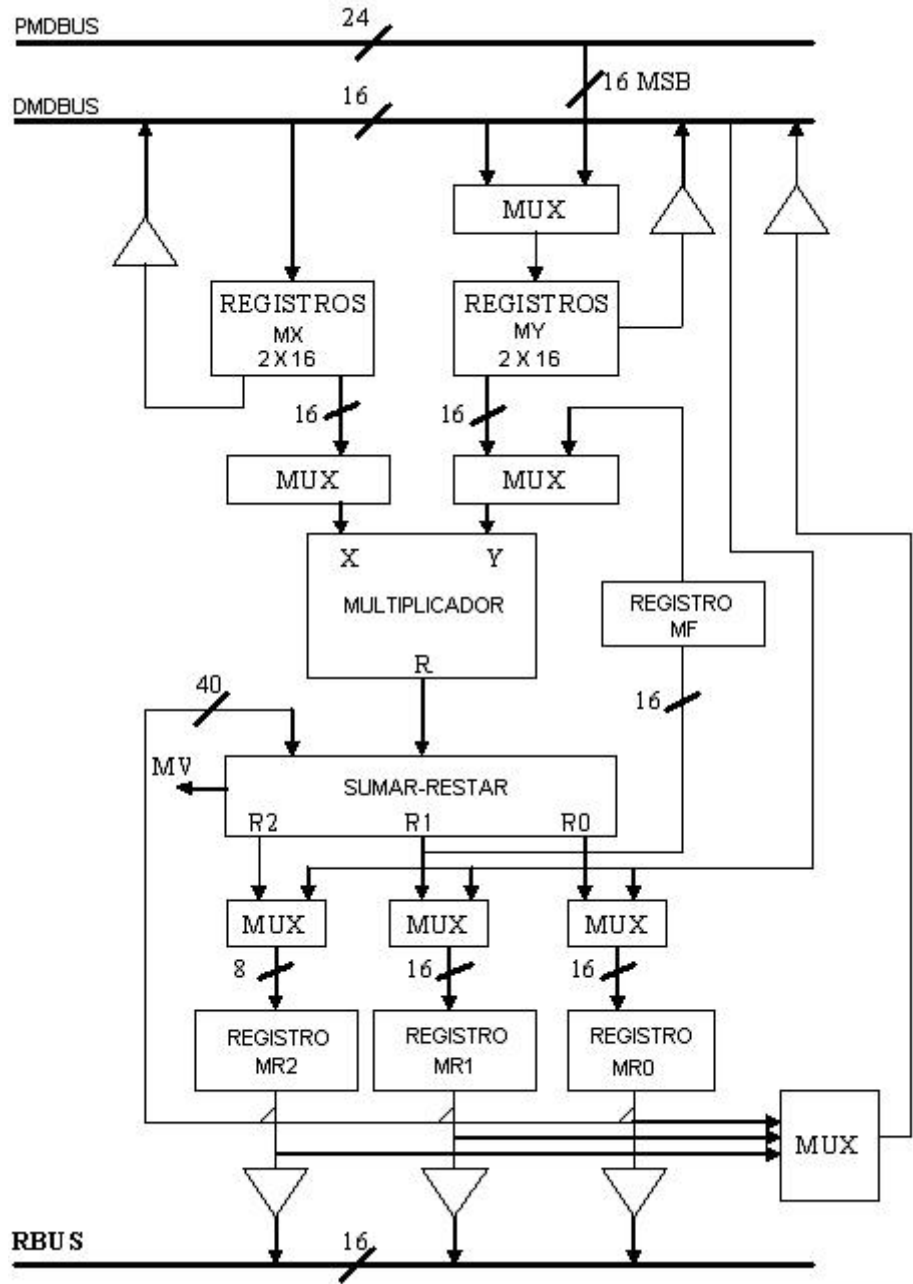 PMDBUS
24
16 MSB
DMDBUS
16
MUX
REGISTROS
MX
2 X 16
REGISTROS
MY
2 X 16
16
16
MUX
MUX
X
Y
MULTIPLICADOR
R
REGISTRO
MF
40
16
MV
SUMAR-RESTAR
R2
R1
R0
MUX
MUX
MUX
8
16
16
REGISTRO
MR2
REGISTRO
MR1
REGISTRO
MR0
MUX
RBUS
16